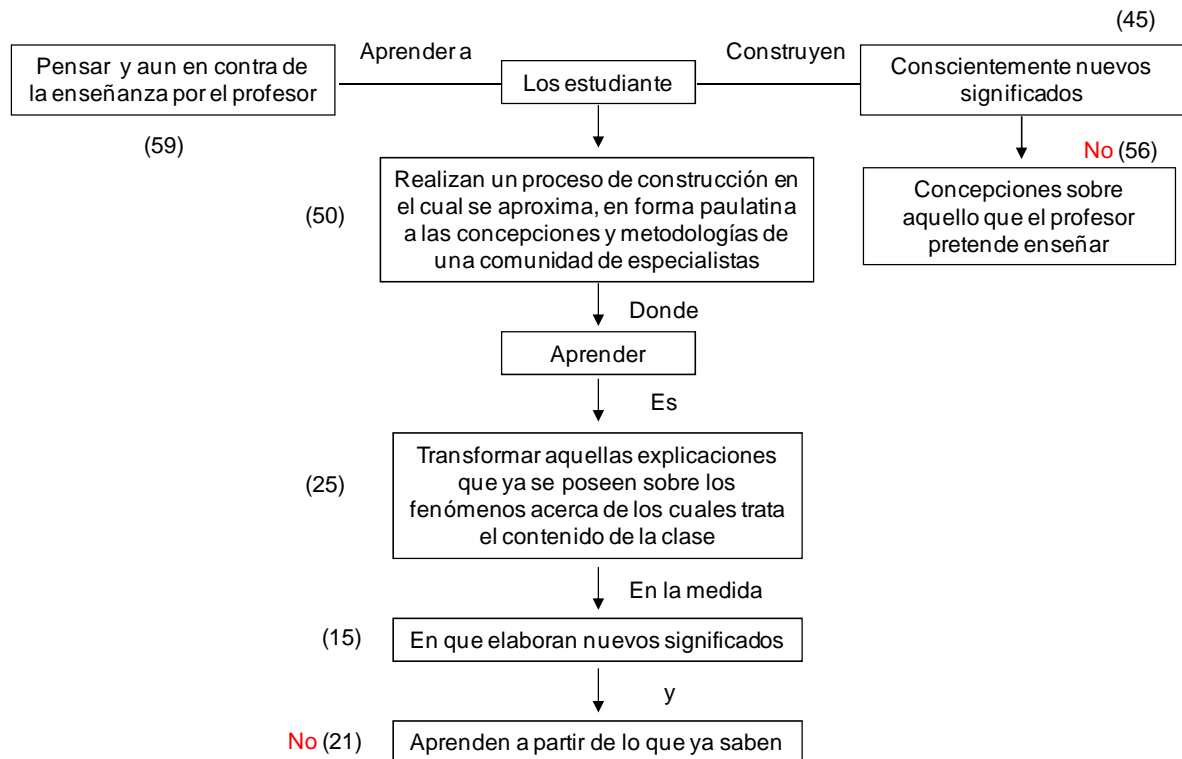 (45)
Pensar y aun en contra de
la enseñanza por el profesor
Aprender a
Los estudiante
Construyen
Conscientemente nuevos
significados
(59)
No (56)
Concepciones sobre
aquello que el profesor
pretende enseñar
(50)
Realizan un proceso de construcción en
el cual se aproxima, en forma paulatina
a las concepciones y metodologías de
una comunidad de especialistas
Donde
Aprender
Es
(25)
Transformar aquellas explicaciones
que ya se poseen sobre los
fenómenos acerca de los cuales trata
el contenido de la clase
En la medida
(15)
En que elaboran nuevos significados
y
No (21)
Aprenden a partir de lo que ya saben